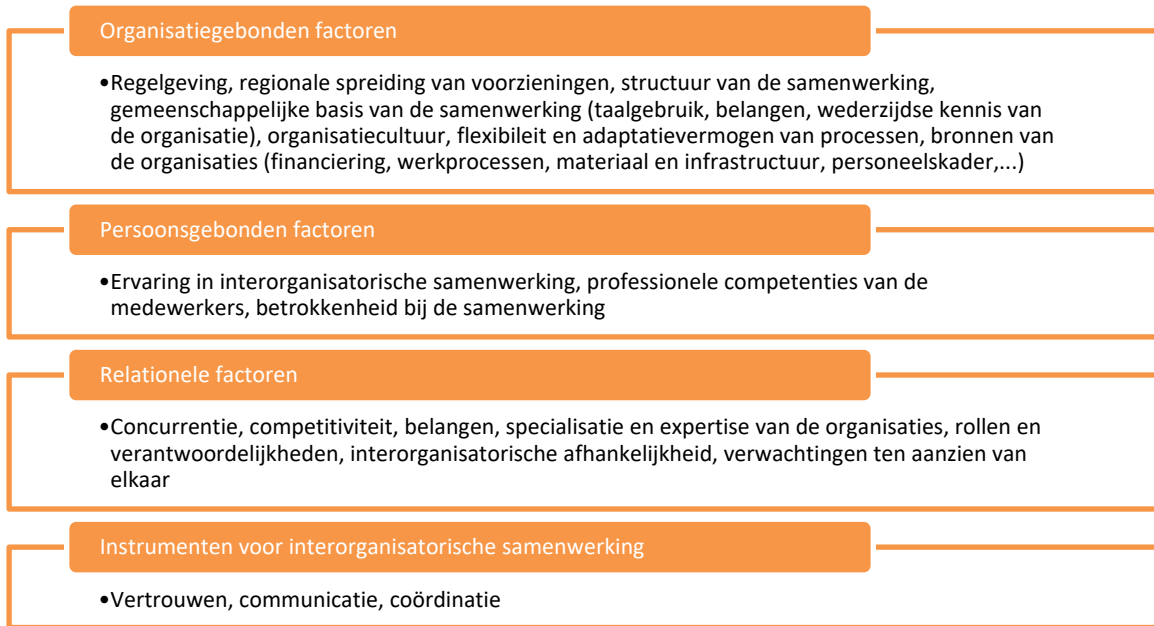 Organisatiegebonden factoren
•Regelgeving, regionale spreiding van voorzieningen, structuur van de samenwerking,
gemeenschappelijke basis van de samenwerking (taalgebruik, belangen, wederzijdse kennis van
de organisatie), organisatiecultuur, flexibileit en adaptatievermogen van processen, bronnen van
de organisaties (financiering, werkprocessen, materiaal en infrastructuur, personeelskader,...)
Persoonsgebonden factoren
•Ervaring in interorganisatorische samenwerking, professionele competenties van de
medewerkers, betrokkenheid bij de samenwerking
Relationele factoren
•Concurrentie, competitiviteit, belangen, specialisatie en expertise van de organisaties, rollen en
verantwoordelijkheden, interorganisatorische afhankelijkheid, verwachtingen ten aanzien van
elkaar
Instrumenten voor interorganisatorische samenwerking
•Vertrouwen, communicatie, coördinatie